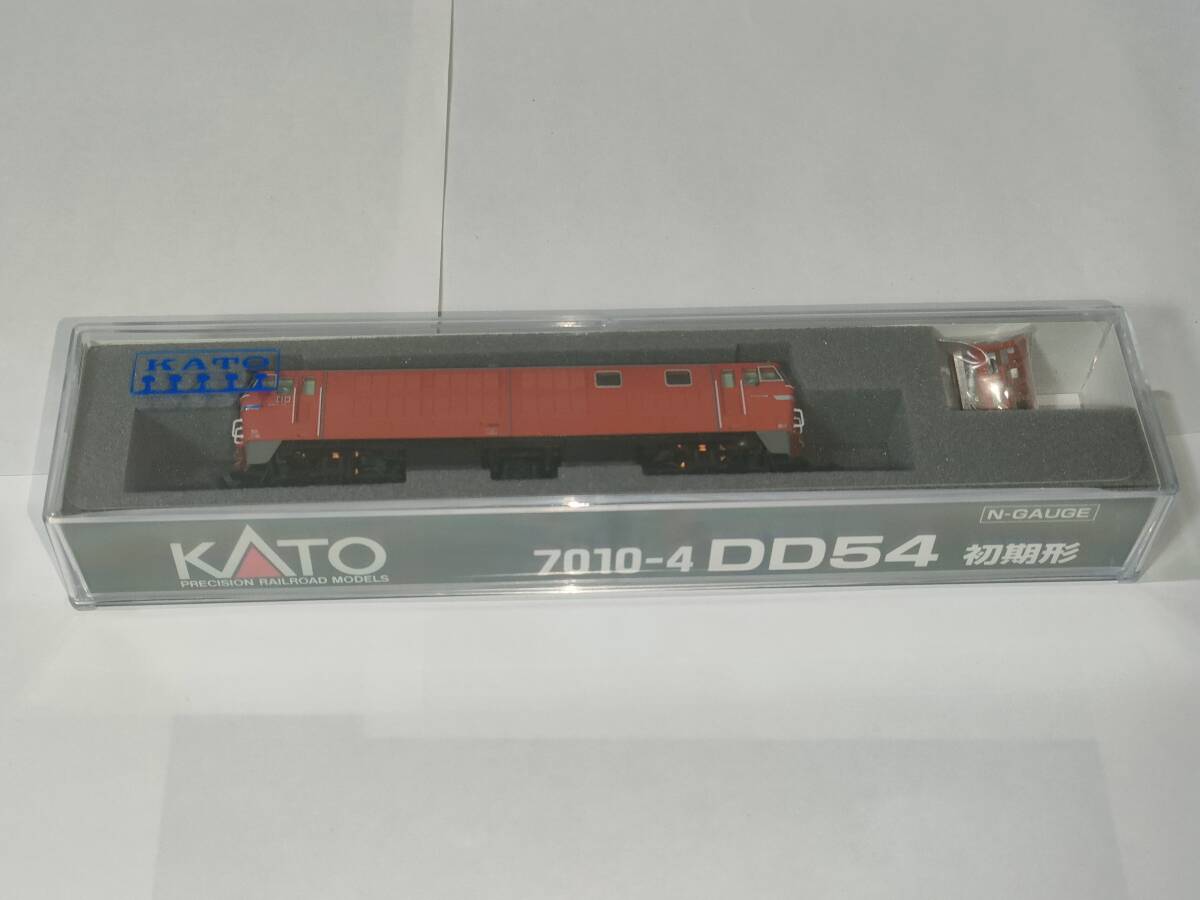 KATO
KATO
PRECISION RAILROAD MODELS
7010-4 DD54 初期形
N-GAUGE